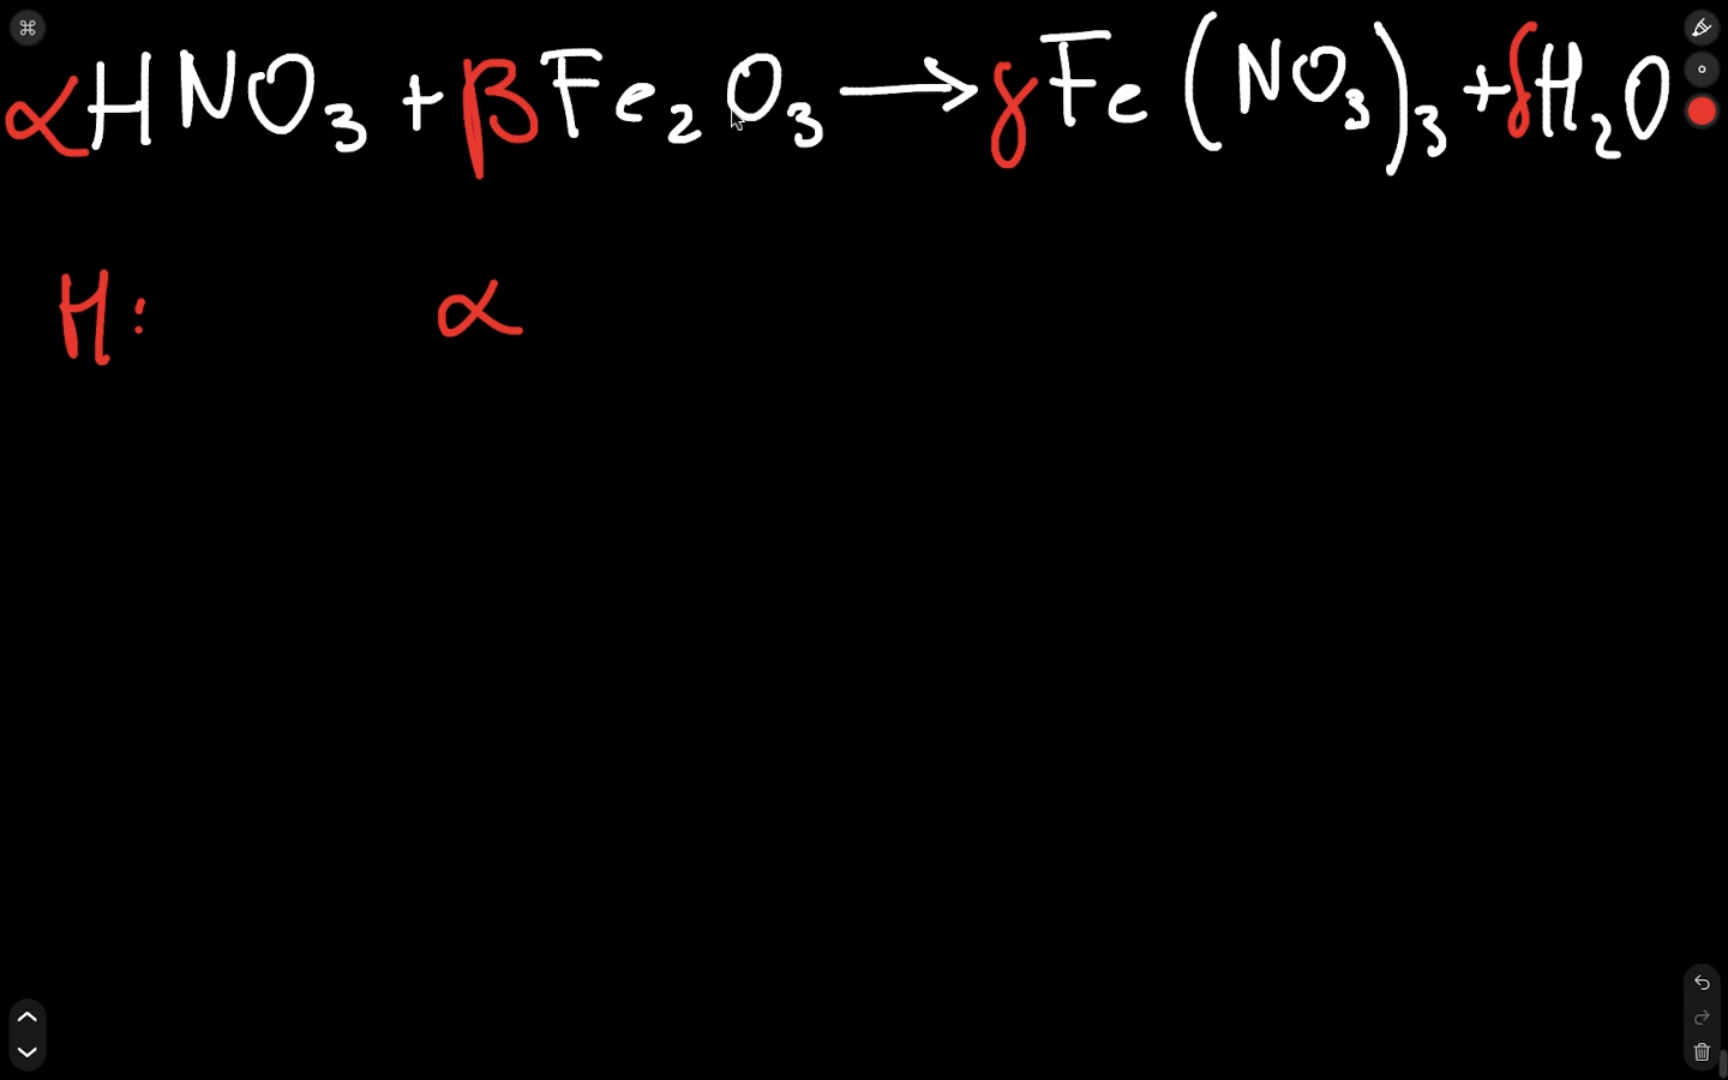 αHNO₃ + βFe₂O₃ → γFe(NO₃)₃ + δH₂O
H: α